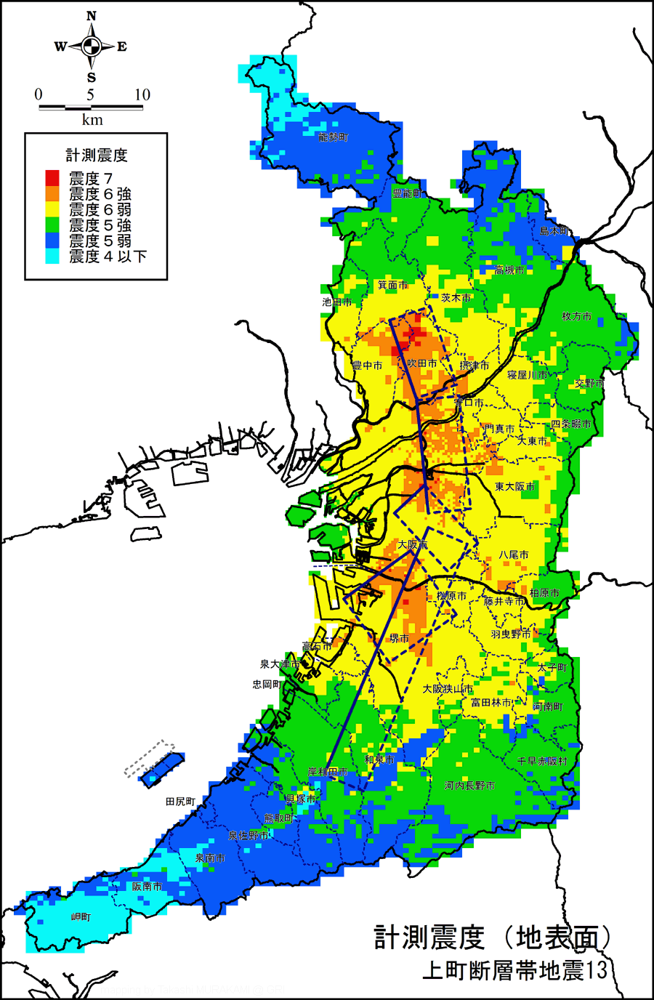 N
W E
S
0 5 10
km
計測震度
震度７
震度６強
震度６弱
震度５強
震度５弱
震度４以下
能勢町
豊能町
島本町
高槻市
箕面市
茨木市
池田市
枚方市
豊中市
吹田市
摂津市
寝屋川市
交野市
守口市
門真市
四条畷市
大東市
東大阪市
大阪市
八尾市
松原市
藤井寺市
柏原市
堺市
羽曳野市
高石市
泉大津市
太子町
忠岡町
大阪狭山市
富田林市
河南町
和泉市
千早赤阪村
岸和田市
河内長野市
貝塚市
田尻町
熊取町
泉佐野市
泉南市
阪南市
岬町
計測震度（地表面）
上町断層帯地震13
mapping by Takashi MURAKAMI @ GRI